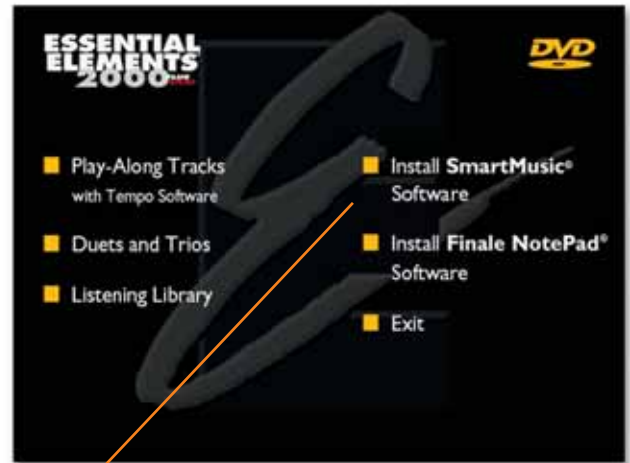 ESSENTIAL
ELEMENTS
2000
DVD
Play-Along Tracks
with Tempo Software
Duets and Trios
Listening Library
Install SmartMusic®
Software
Install Finale NotePad®
Software
Exit